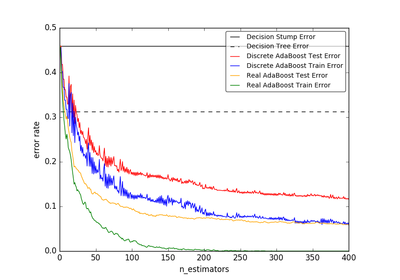 0.5
0.4
0.3
0.2
0.1
0.0
error rate
0 50 100 150 200 250 300 350 400
n_estimators
Decision Stump Error
Decision Tree Error
Discrete AdaBoost Test Error
Discrete AdaBoost Train Error
Real AdaBoost Test Error
Real AdaBoost Train Error